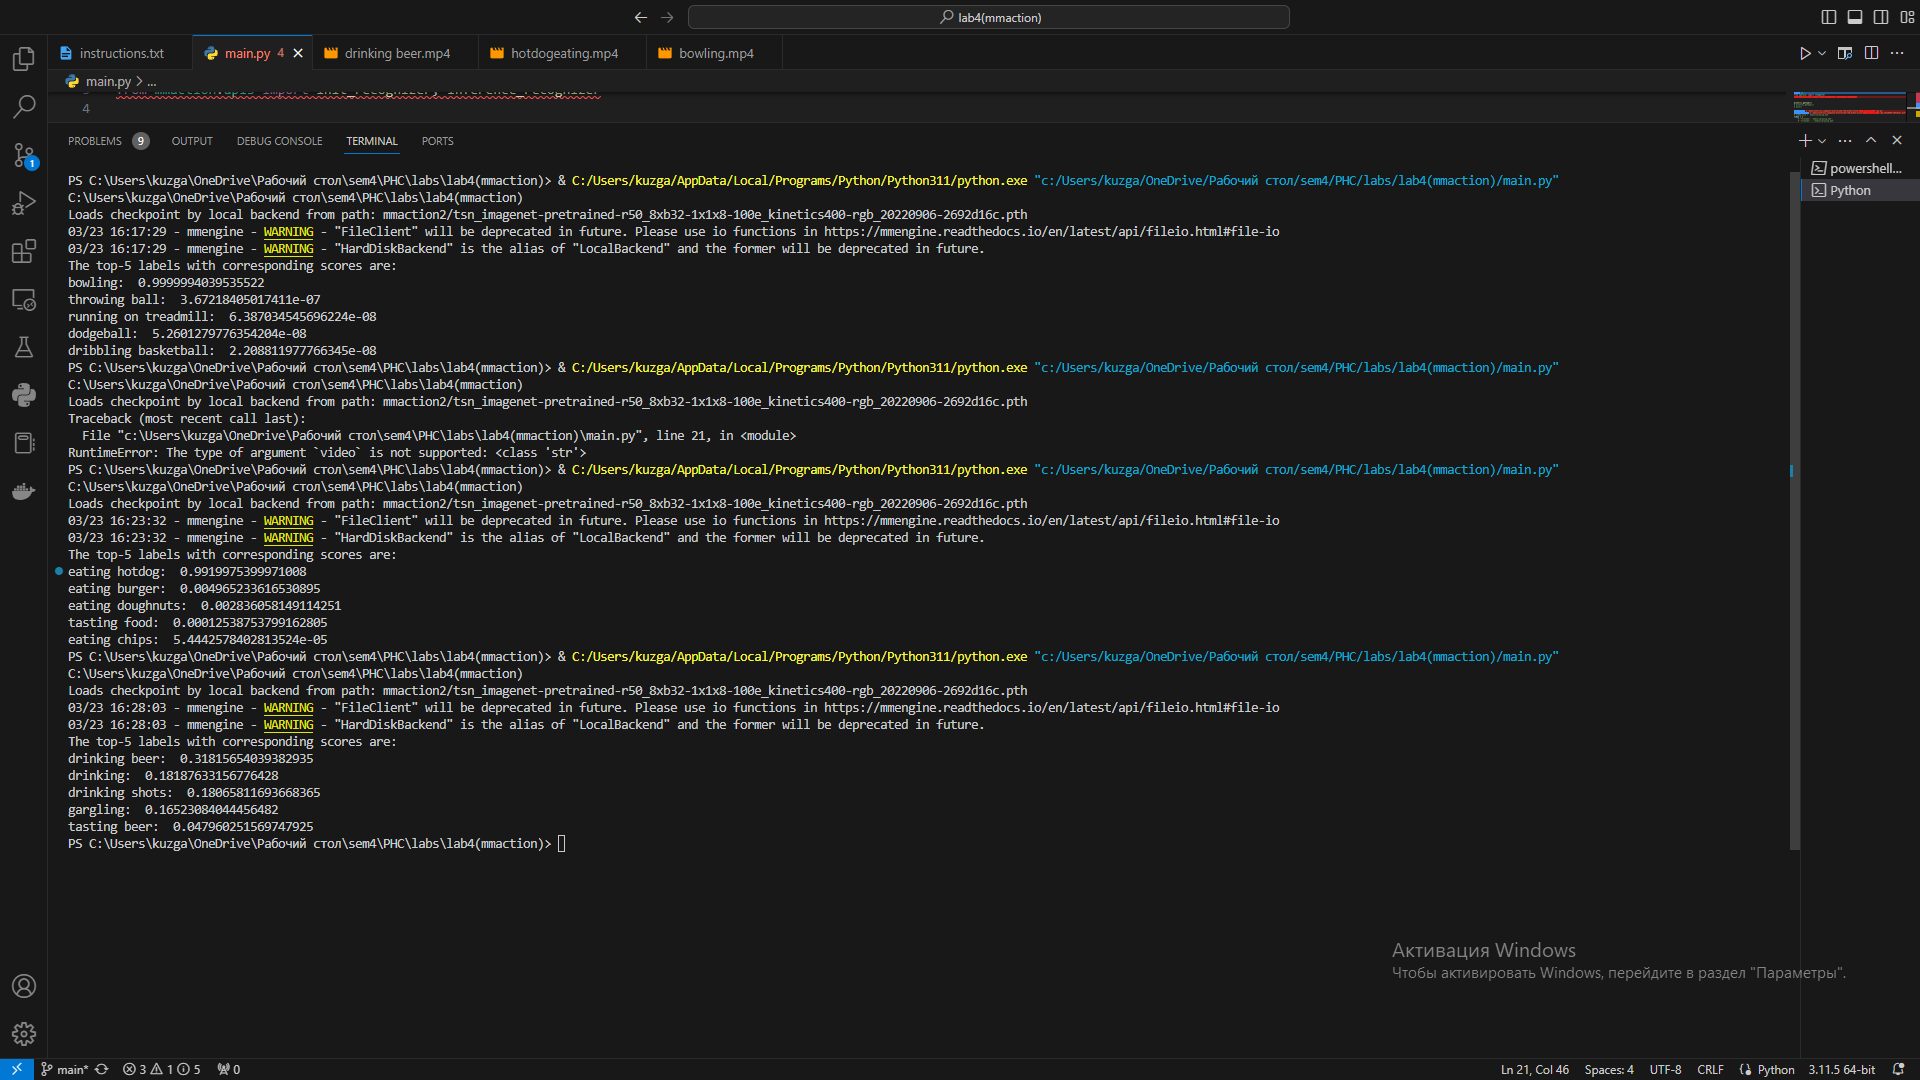 lab4(mmaction)
instructions.txt
main.py 4
drinking beer.mp4
hotdogeating.mp4
bowling.mp4
main.py > ...
from mmaction.apis import init_recognizer, inference_recognizer
4
PROBLEMS 9 OUTPUT DEBUG CONSOLE TERMINAL PORTS
powershell...
Python
PS C:\Users\kuzga\OneDrive\Рабочий стол\sem4\PHC\labs\lab4(mmaction)> & C:/Users/kuzga/AppData/Local/Programs/Python/Python311/python.exe "c:/Users/kuzga/OneDrive/Рабочий стол/sem4/PHC/labs/lab4(mmaction)/main.py"
C:\Users\kuzga\OneDrive\Рабочий стол\sem4\PHC\labs\lab4(mmaction)
Loads checkpoint by local backend from path: mmaction2/tsn_imagenet-pretrained-r50_8xb32-1x1x8-100e_kinetics400-rgb_20220906-2692d16c.pth
03/23 16:17:29 - mmengine - WARNING - "FileClient" will be deprecated in future. Please use io functions in https://mmengine.readthedocs.io/en/latest/api/fileio.html#file-io
03/23 16:17:29 - mmengine - WARNING - "HardDiskBackend" is the alias of "LocalBackend" and the former will be deprecated in future.
The top-5 labels with corresponding scores are:
bowling:  0.9999994039535522
throwing ball:  3.67218405017411e-07
running on treadmill:  6.387034545696224e-08
dodgeball:  5.2601279776354204e-08
dribbling basketball:  2.208811977766345e-08
PS C:\Users\kuzga\OneDrive\Рабочий стол\sem4\PHC\labs\lab4(mmaction)> & C:/Users/kuzga/AppData/Local/Programs/Python/Python311/python.exe "c:/Users/kuzga/OneDrive/Рабочий стол/sem4/PHC/labs/lab4(mmaction)/main.py"
C:\Users\kuzga\OneDrive\Рабочий стол\sem4\PHC\labs\lab4(mmaction)
Loads checkpoint by local backend from path: mmaction2/tsn_imagenet-pretrained-r50_8xb32-1x1x8-100e_kinetics400-rgb_20220906-2692d16c.pth
Traceback (most recent call last):
  File "c:\Users\kuzga\OneDrive\Рабочий стол\sem4\PHC\labs\lab4(mmaction)\main.py", line 21, in <module>
RuntimeError: The type of argument `video` is not supported: <class 'str'>
PS C:\Users\kuzga\OneDrive\Рабочий стол\sem4\PHC\labs\lab4(mmaction)> & C:/Users/kuzga/AppData/Local/Programs/Python/Python311/python.exe "c:/Users/kuzga/OneDrive/Рабочий стол/sem4/PHC/labs/lab4(mmaction)/main.py"
C:\Users\kuzga\OneDrive\Рабочий стол\sem4\PHC\labs\lab4(mmaction)
Loads checkpoint by local backend from path: mmaction2/tsn_imagenet-pretrained-r50_8xb32-1x1x8-100e_kinetics400-rgb_20220906-2692d16c.pth
03/23 16:23:32 - mmengine - WARNING - "FileClient" will be deprecated in future. Please use io functions in https://mmengine.readthedocs.io/en/latest/api/fileio.html#file-io
03/23 16:23:32 - mmengine - WARNING - "HardDiskBackend" is the alias of "LocalBackend" and the former will be deprecated in future.
The top-5 labels with corresponding scores are:
eating hotdog:  0.9919975399971008
eating burger:  0.004965233616530895
eating doughnuts:  0.002836058149114251
tasting food:  0.00012538753799162805
eating chips:  5.4442578402813524e-05
PS C:\Users\kuzga\OneDrive\Рабочий стол\sem4\PHC\labs\lab4(mmaction)> & C:/Users/kuzga/AppData/Local/Programs/Python/Python311/python.exe "c:/Users/kuzga/OneDrive/Рабочий стол/sem4/PHC/labs/lab4(mmaction)/main.py"
C:\Users\kuzga\OneDrive\Рабочий стол\sem4\PHC\labs\lab4(mmaction)
Loads checkpoint by local backend from path: mmaction2/tsn_imagenet-pretrained-r50_8xb32-1x1x8-100e_kinetics400-rgb_20220906-2692d16c.pth
03/23 16:28:03 - mmengine - WARNING - "FileClient" will be deprecated in future. Please use io functions in https://mmengine.readthedocs.io/en/latest/api/fileio.html#file-io
03/23 16:28:03 - mmengine - WARNING - "HardDiskBackend" is the alias of "LocalBackend" and the former will be deprecated in future.
The top-5 labels with corresponding scores are:
drinking beer:  0.31815654039382935
drinking:  0.18187633156776428
drinking shots:  0.18065811693668365
gargling:  0.16523084044456482
tasting beer:  0.047960251569747925
PS C:\Users\kuzga\OneDrive\Рабочий стол\sem4\PHC\labs\lab4(mmaction)>
1
Активация Windows
Чтобы активировать Windows, перейдите в раздел "Параметры".
main* 3 1 5 0 Ln 21, Col 46 Spaces: 4 UTF-8 CRLF Python 3.11.5 64-bit